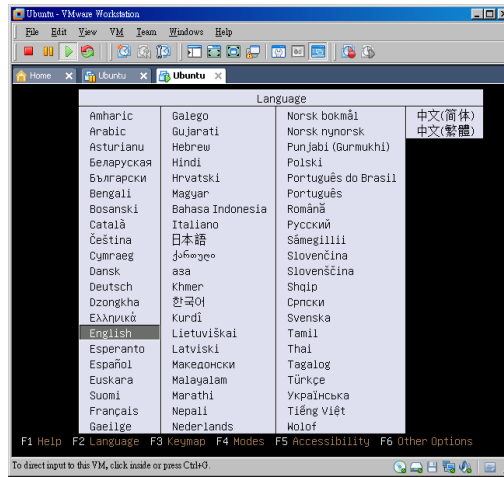 Ubuntu - VMware Workstation
File Edit View VM Team Windows Help
Home Ubuntu Ubuntu
Language
Amharic Galego Norsk bokmål 中文(简体)
Arabic Gujarati Norsk nynorsk 中文(繁體)
Asturianu Hebrew Punjabi (Gurmukhi)
Беларуская Hindi Polski
Български Hrvatski Português do Brasil
Bengali Magyar Português
Bosanski Bahasa Indonesia Română
Català Italiano Русский
Čeština 日本語 Sámegillii
Cymraeg ქართული Slovenčina
Dansk аза Slovenščina
Deutsch Khmer Shqip
Dzongkha 한국어 Српски
Ελληνικά Kurdî Svenska
English Lietuviškai Tamil
Esperanto Latviski Thai
Español Македонски Tagalog
Euskara Malayalam Türkçe
Suomi Marathi Українська
Français Nepali Tiếng Việt
Gaeilge Nederlands Wolof
F1 Help F2 Language F3 Keymap F4 Modes F5 Accessibility F6 Other Options
To direct input to this VM, click inside or press Ctrl+G.